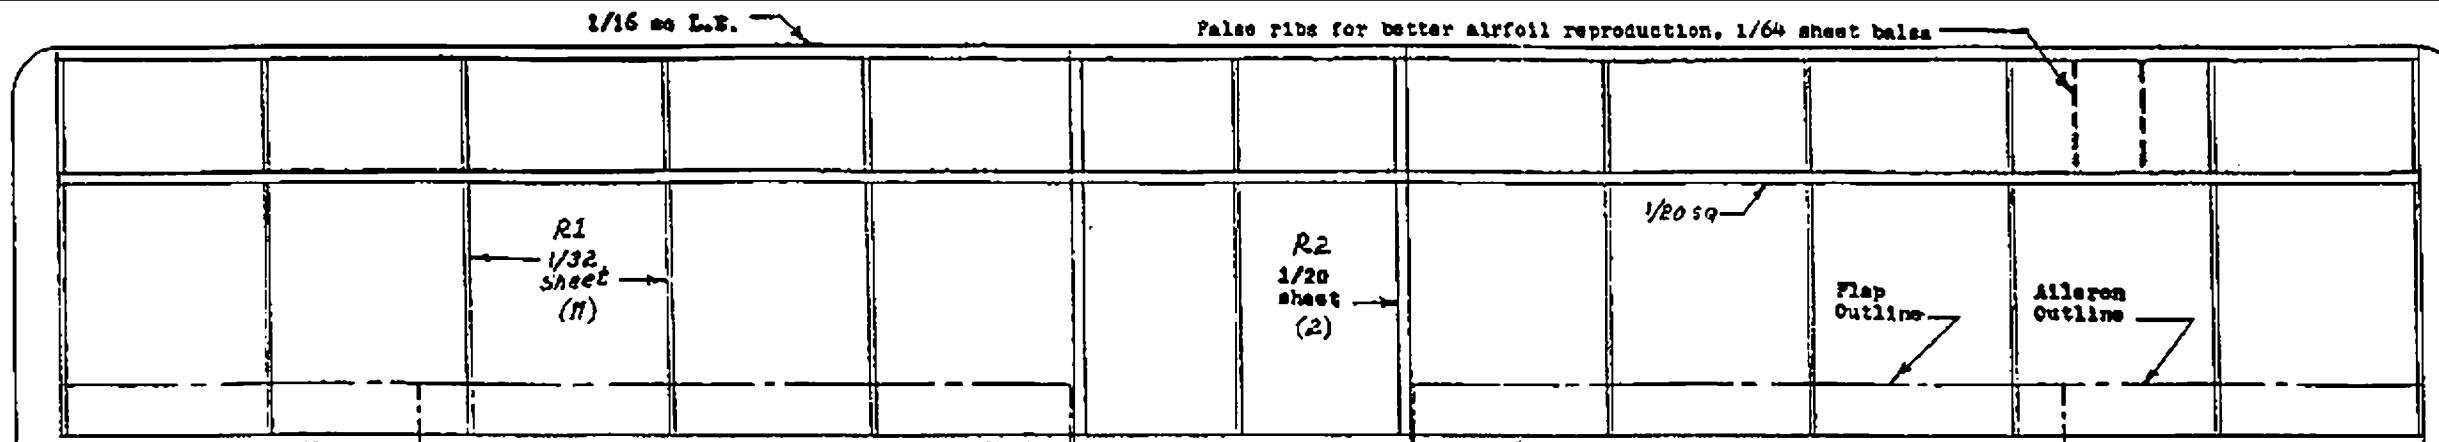 1/16 sq L.E.
False ribs for better airfoil reproduction, 1/64 sheet balsa
1/20 sq
R1
1/32
sheet
(11)
R2
1/20
sheet
(2)
Flap
Outline
Aileron
Outline